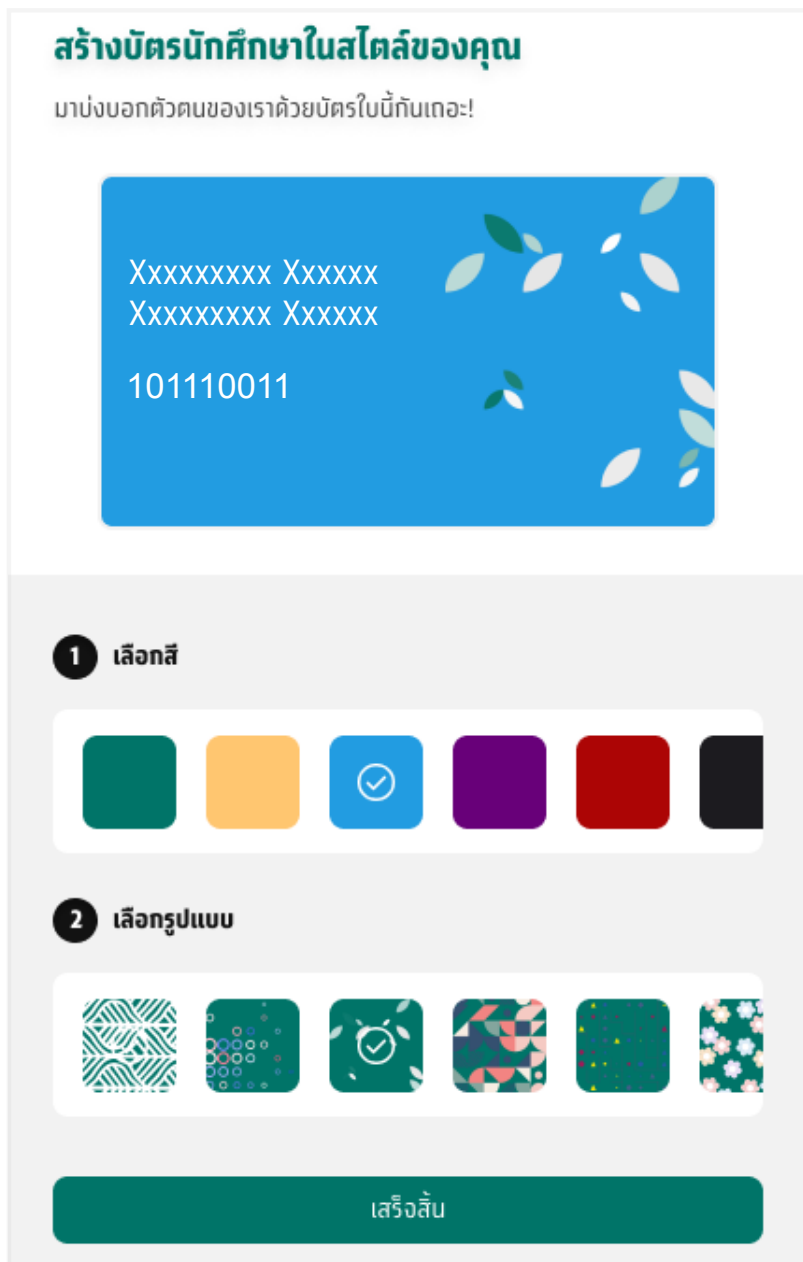 สร้างบัตรนักศึกษาในสไตล์ของคุณ
มาบ่งบอกตัวตนของเราด้วยบัตรใบนี้กันเถอะ!
Xxxxxxxxx Xxxxxx
Xxxxxxxxx Xxxxxx
101110011
1 เลือกสี
2 เลือกรูปแบบ
เสร็จสิ้น